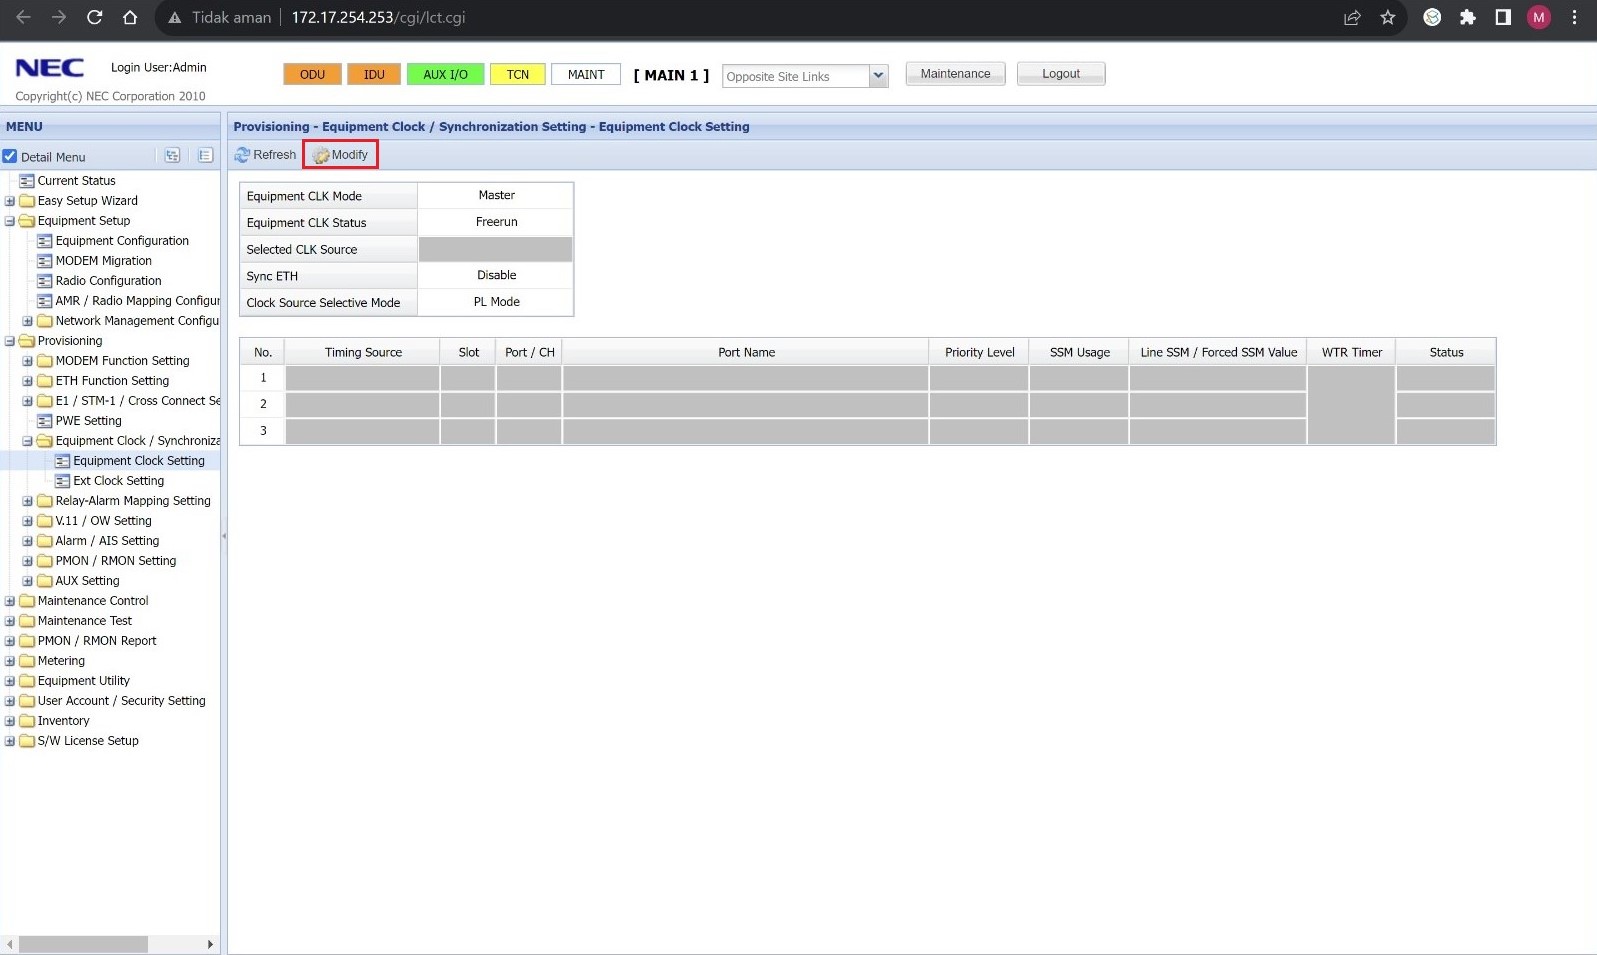 Tidak aman
172.17.254.253/cgi/lct.cgi
M
NEC
Login User:Admin
ODU
IDU
AUX I/O
TCN
MAINT
[ MAIN 1 ]
Opposite Site Links
Maintenance
Logout
Copyright(c) NEC Corporation 2010
MENU
Provisioning - Equipment Clock / Synchronization Setting - Equipment Clock Setting
Detail Menu
Refresh
Modify
Current Status
Easy Setup Wizard
Equipment Setup
Equipment Configuration
MODEM Migration
Radio Configuration
AMR / Radio Mapping Configur
Network Management Configu
Provisioning
MODEM Function Setting
ETH Function Setting
E1 / STM-1 / Cross Connect Se
PWE Setting
Equipment Clock / Synchroniza
Equipment Clock Setting
Ext Clock Setting
Relay-Alarm Mapping Setting
V.11 / OW Setting
Alarm / AIS Setting
PMON / RMON Setting
AUX Setting
Maintenance Control
Maintenance Test
PMON / RMON Report
Metering
Equipment Utility
User Account / Security Setting
Inventory
S/W License Setup
Equipment CLK Mode Master
Equipment CLK Status Freerun
Selected CLK Source
Sync ETH Disable
Clock Source Selective Mode PL Mode
No. Timing Source Slot Port / CH Port Name Priority Level SSM Usage Line SSM / Forced SSM Value WTR Timer Status
1
2
3